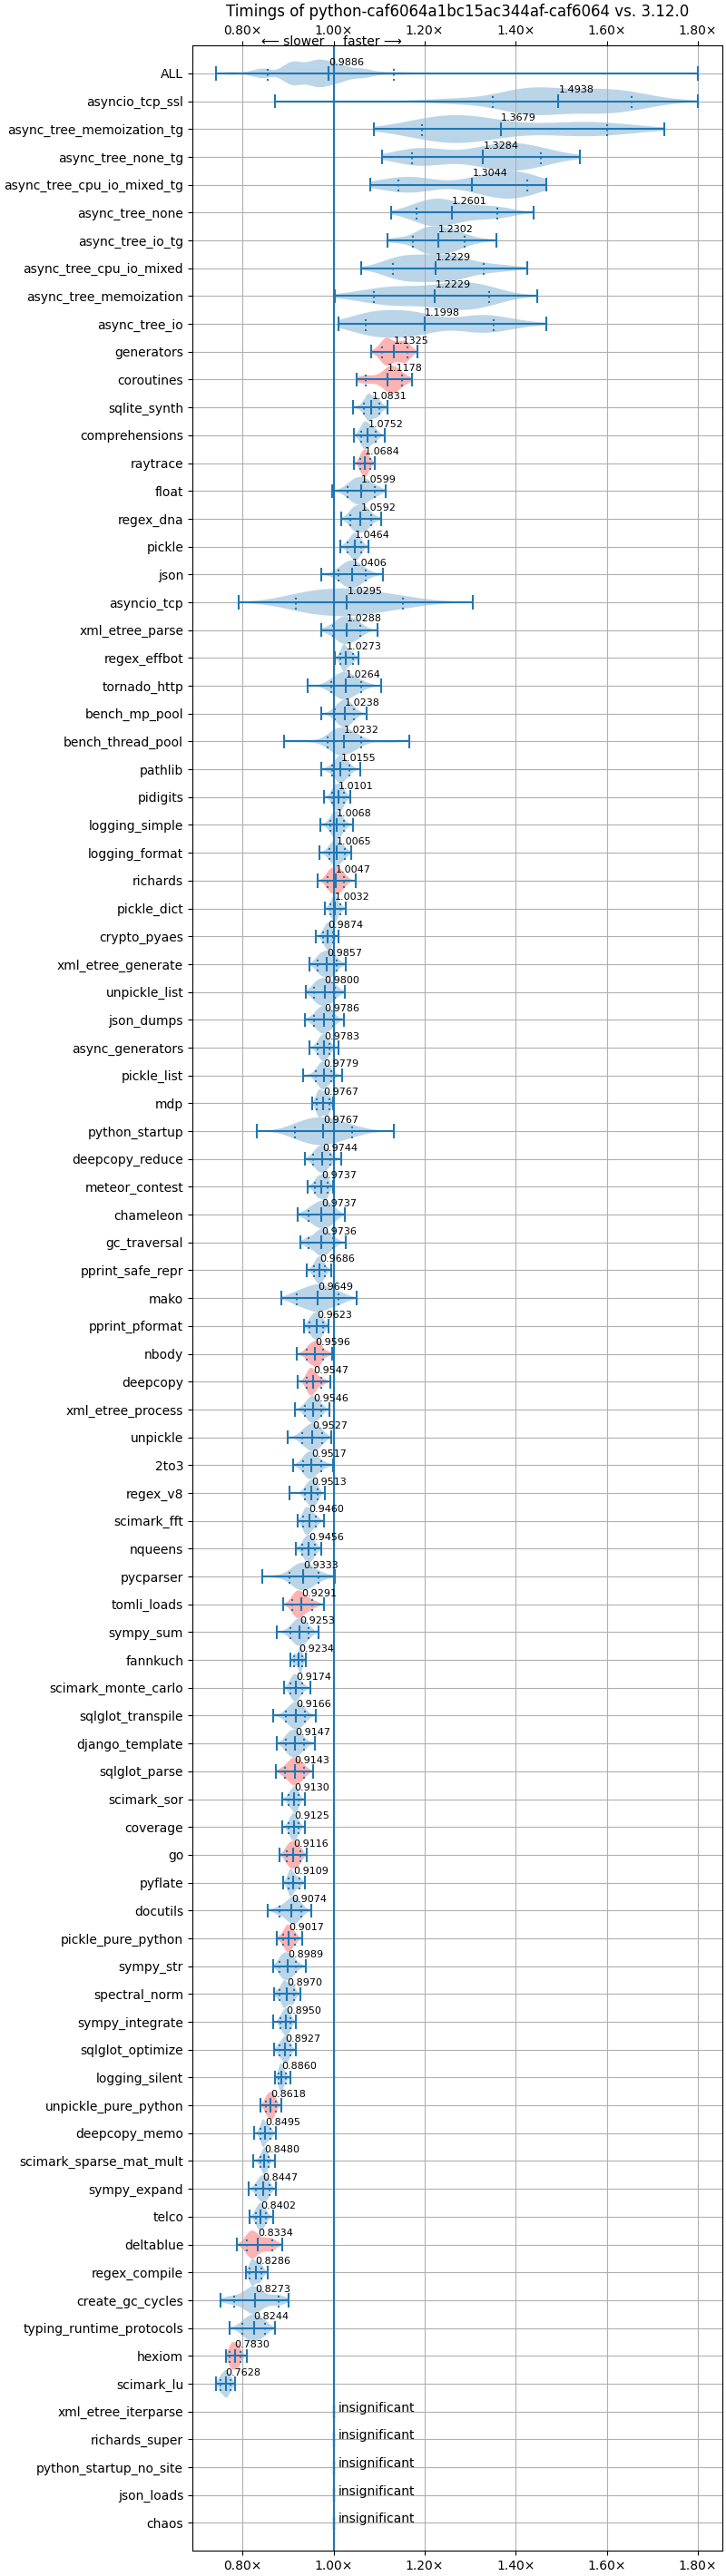 Timings of python-caf6064a1bc15ac344af-caf6064 vs. 3.12.0
0.80× 1.00× 1.20× 1.40× 1.60× 1.80×
⟵ slower faster ⟶
ALL 0.9886
asyncio_tcp_ssl 1.4938
async_tree_memoization_tg 1.3679
async_tree_none_tg 1.3284
async_tree_cpu_io_mixed_tg 1.3044
async_tree_none 1.2601
async_tree_io_tg 1.2302
async_tree_cpu_io_mixed 1.2229
async_tree_memoization 1.2229
async_tree_io 1.1998
generators 1.1325
coroutines 1.1178
sqlite_synth 1.0831
comprehensions 1.0752
raytrace 1.0684
float 1.0599
regex_dna 1.0592
pickle 1.0464
json 1.0406
asyncio_tcp 1.0295
xml_etree_parse 1.0288
regex_effbot 1.0273
tornado_http 1.0264
bench_mp_pool 1.0238
bench_thread_pool 1.0232
pathlib 1.0155
pidigits 1.0101
logging_simple 1.0068
logging_format 1.0065
richards 1.0047
pickle_dict 1.0032
crypto_pyaes 0.9874
xml_etree_generate 0.9857
unpickle_list 0.9800
json_dumps 0.9786
async_generators 0.9783
pickle_list 0.9779
mdp 0.9767
python_startup 0.9767
deepcopy_reduce 0.9744
meteor_contest 0.9737
chameleon 0.9737
gc_traversal 0.9736
pprint_safe_repr 0.9686
mako 0.9649
pprint_pformat 0.9623
nbody 0.9596
deepcopy 0.9547
xml_etree_process 0.9546
unpickle 0.9527
2to3 0.9517
regex_v8 0.9513
scimark_fft 0.9460
nqueens 0.9456
pycparser 0.9333
tomli_loads 0.9291
sympy_sum 0.9253
fannkuch 0.9234
scimark_monte_carlo 0.9174
sqlglot_transpile 0.9166
django_template 0.9147
sqlglot_parse 0.9143
scimark_sor 0.9130
coverage 0.9125
go 0.9116
pyflate 0.9109
docutils 0.9074
pickle_pure_python 0.9017
sympy_str 0.8989
spectral_norm 0.8970
sympy_integrate 0.8950
sqlglot_optimize 0.8927
logging_silent 0.8860
unpickle_pure_python 0.8618
deepcopy_memo 0.8495
scimark_sparse_mat_mult 0.8480
sympy_expand 0.8447
telco 0.8402
deltablue 0.8334
regex_compile 0.8286
create_gc_cycles 0.8273
typing_runtime_protocols 0.8244
hexiom 0.7830
scimark_lu 0.7628
xml_etree_iterparse insignificant
richards_super insignificant
python_startup_no_site insignificant
json_loads insignificant
chaos insignificant
0.80× 1.00× 1.20× 1.40× 1.60× 1.80×